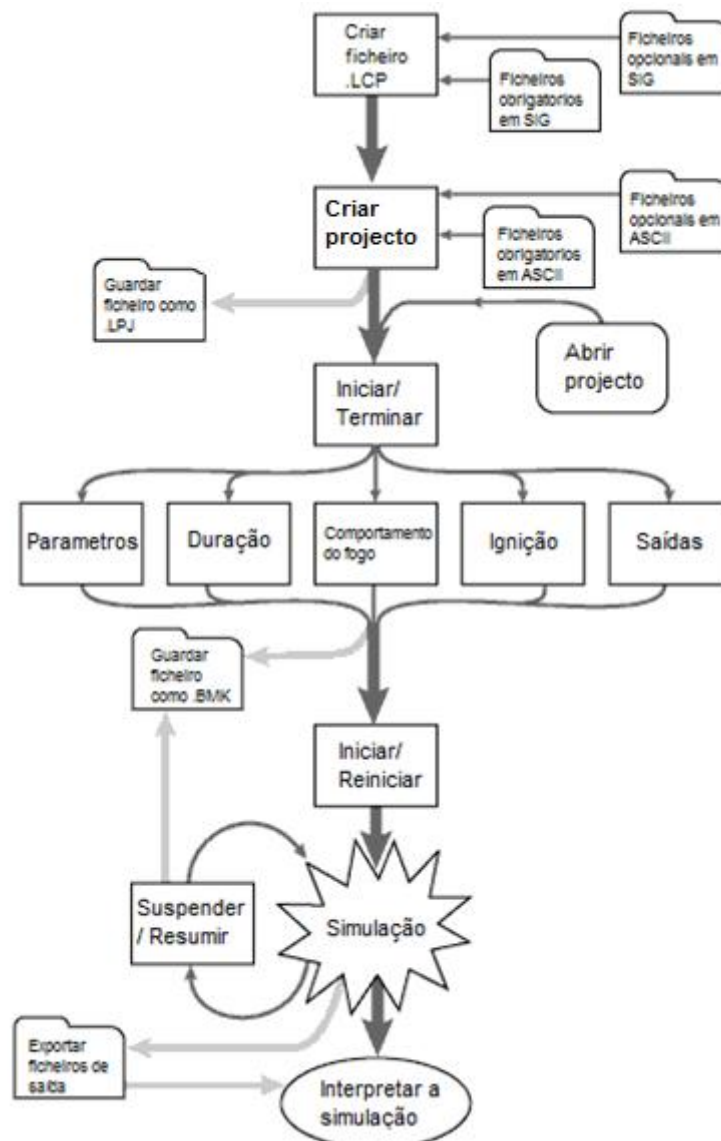 Criar
ficheiro
.LCP
Ficheiros
opcionais em
SIG
Ficheiros
obrigatorios
em SIG
Criar
projecto
Ficheiros
opcionais em
ASCII
Ficheiros
obrigatorios
em ASCII
Guardar
ficheiro como
.LPJ
Abrir
projecto
Iniciar/
Terminar
Parametros
Duração
Comportamento
do fogo
Ignição
Saídas
Guardar
ficheiro
como .BMK
Iniciar/
Reiniciar
Suspender
/ Resumir
Simulação
Exportar
ficheiros de
saída
Interpretar a
simulação